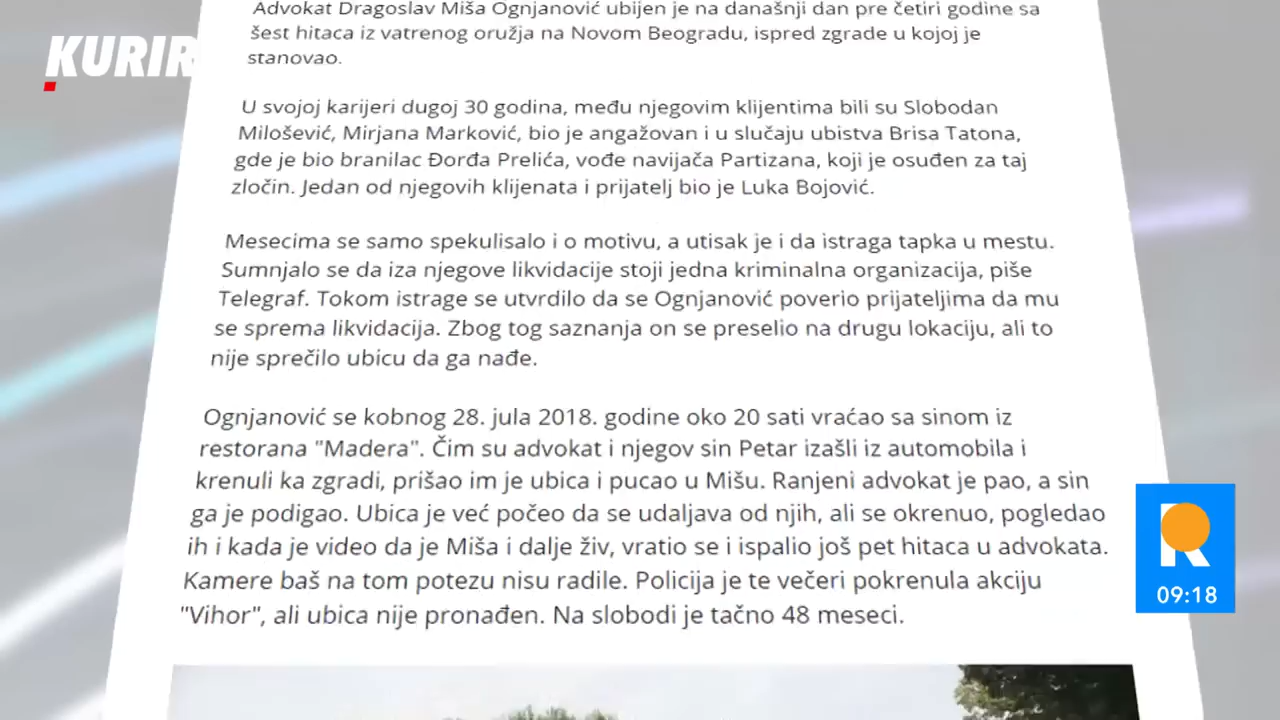 Advokat Dragoslav Miša Ognjanović ubijen je na današnji dan pre četiri godine sa
šest hitaca iz vatrenog oružja na Novom Beogradu, ispred zgrade u kojoj je
stanovao.
KURIR
U svojoj karijeri dugoj 30 godina, među njegovim klijentima bili su Slobodan
Milošević, Mirjana Marković, bio je angažovan i u slučaju ubistva Brisa Tatona,
gde je bio branilac Đorđa Prelića, vođe navijača Partizana, koji je osuđen za taj
zločin. Jedan od njegovih klijenata i prijatelj bio je Luka Bojović.
Mesecima se samo spekulisalo i o motivu, a utisak je i da istraga tapka u mestu.
Sumnjalo se da iza njegove likvidacije stoji jedna kriminalna organizacija, piše
Telegraf. Tokom istrage se utvrdilo da se Ognjanović poverio prijateljima da mu
se sprema likvidacija. Zbog tog saznanja on se preselio na drugu lokaciju, ali to
nije sprečilo ubicu da ga nađe.
Ognjanović se kobnog 28. jula 2018. godine oko 20 sati vraćao sa sinom iz
restorana "Madera". Čim su advokat i njegov sin Petar izašli iz automobila i
krenuli ka zgradi, prišao im je ubica i pucao u Mišu. Ranjeni advokat je pao, a sin
ga je podigao. Ubica je već počeo da se udaljava od njih, ali se okrenuo, pogledao
ih i kada je video da je Miša i dalje živ, vratio se i ispalio još pet hitaca u advokata.
Kamere baš na tom potezu nisu radile. Policija je te večeri pokrenula akciju
"Vihor", ali ubica nije pronađen. Na slobodi je tačno 48 meseci.
R
09:18